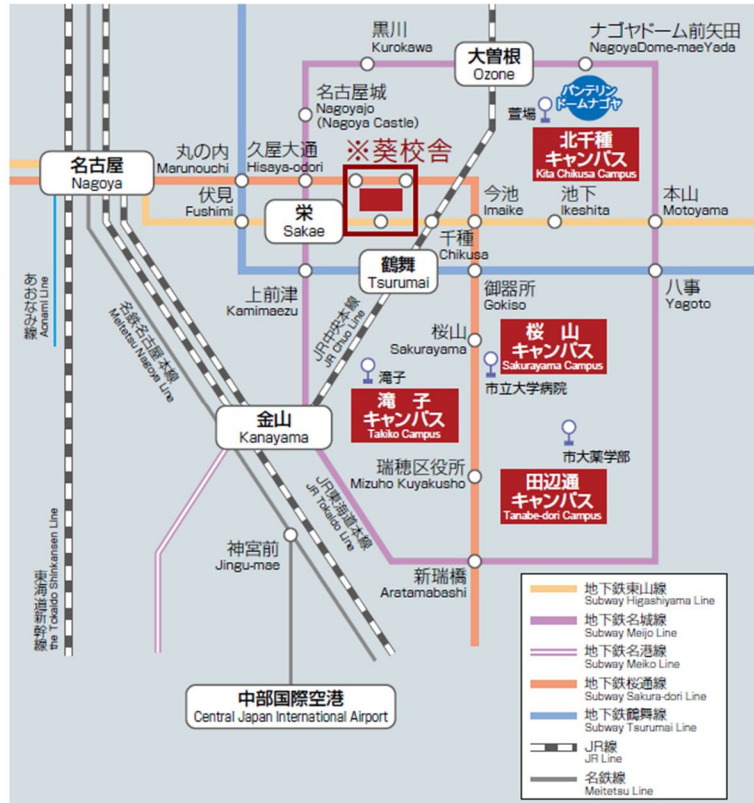 黒川
Kurokawa
大曽根
Ozone
ナゴヤドーム前矢田
NagoyaDome-maeYada
名古屋城
Nagoyajo
(Nagoya Castle)
萱場
バンテリン
ドームナゴヤ
北千種
キャンパス
Kita Chikusa Campus
名古屋
Nagoya
丸の内
Marunouchi
久屋大通
Hisaya-odori
※葵校舎
伏見
Fushimi
栄
Sakae
今池
Imaike
池下
Ikeshita
本山
Motoyama
千種
Chikusa
鶴舞
Tsurumai
上前津
Kamimaezu
御器所
Gokiso
八事
Yagoto
あおなみ線
Aonami Line
名鉄名古屋本線
Meitetsu Nagoya Line
JR中央本線
JR Chuo Line
桜山
Sakurayama
桜 山
キャンパス
Sakurayama Campus
市立大学病院
滝子
滝 子
キャンパス
Takiko Campus
金山
Kanayama
市大薬学部
瑞穂区役所
Mizuho Kuyakusho
田辺通
キャンパス
Tanabe-dori Campus
JR東海道本線
JR Tokaido Line
神宮前
Jingu-mae
新瑞橋
Aratamabashi
東海道新幹線
the Tokaido Shinkansen Line
中部国際空港
Central Japan International Airport
地下鉄東山線
Subway Higashiyama Line
地下鉄名城線
Subway Meijo Line
地下鉄名港線
Subway Meiko Line
地下鉄桜通線
Subway Sakura-dori Line
地下鉄鶴舞線
Subway Tsurumai Line
JR線
JR Line
名鉄線
Meitetsu Line